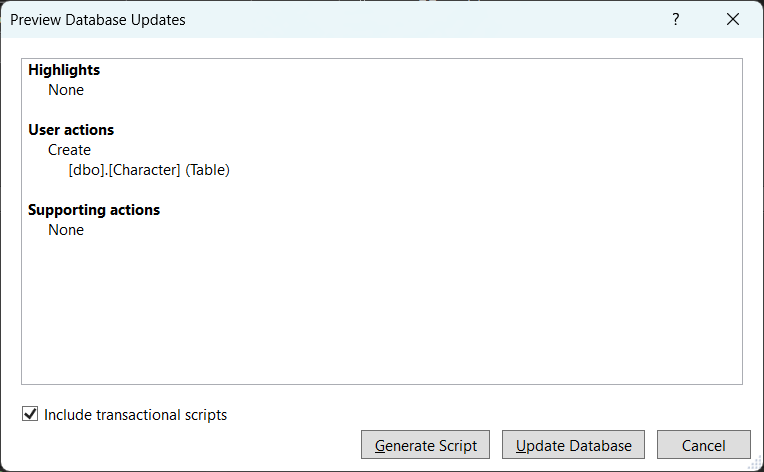 Preview Database Updates ?
Highlights
None
User actions
Create
[dbo].[Character] (Table)
Supporting actions
None
Include transactional scripts
Generate Script Update Database Cancel